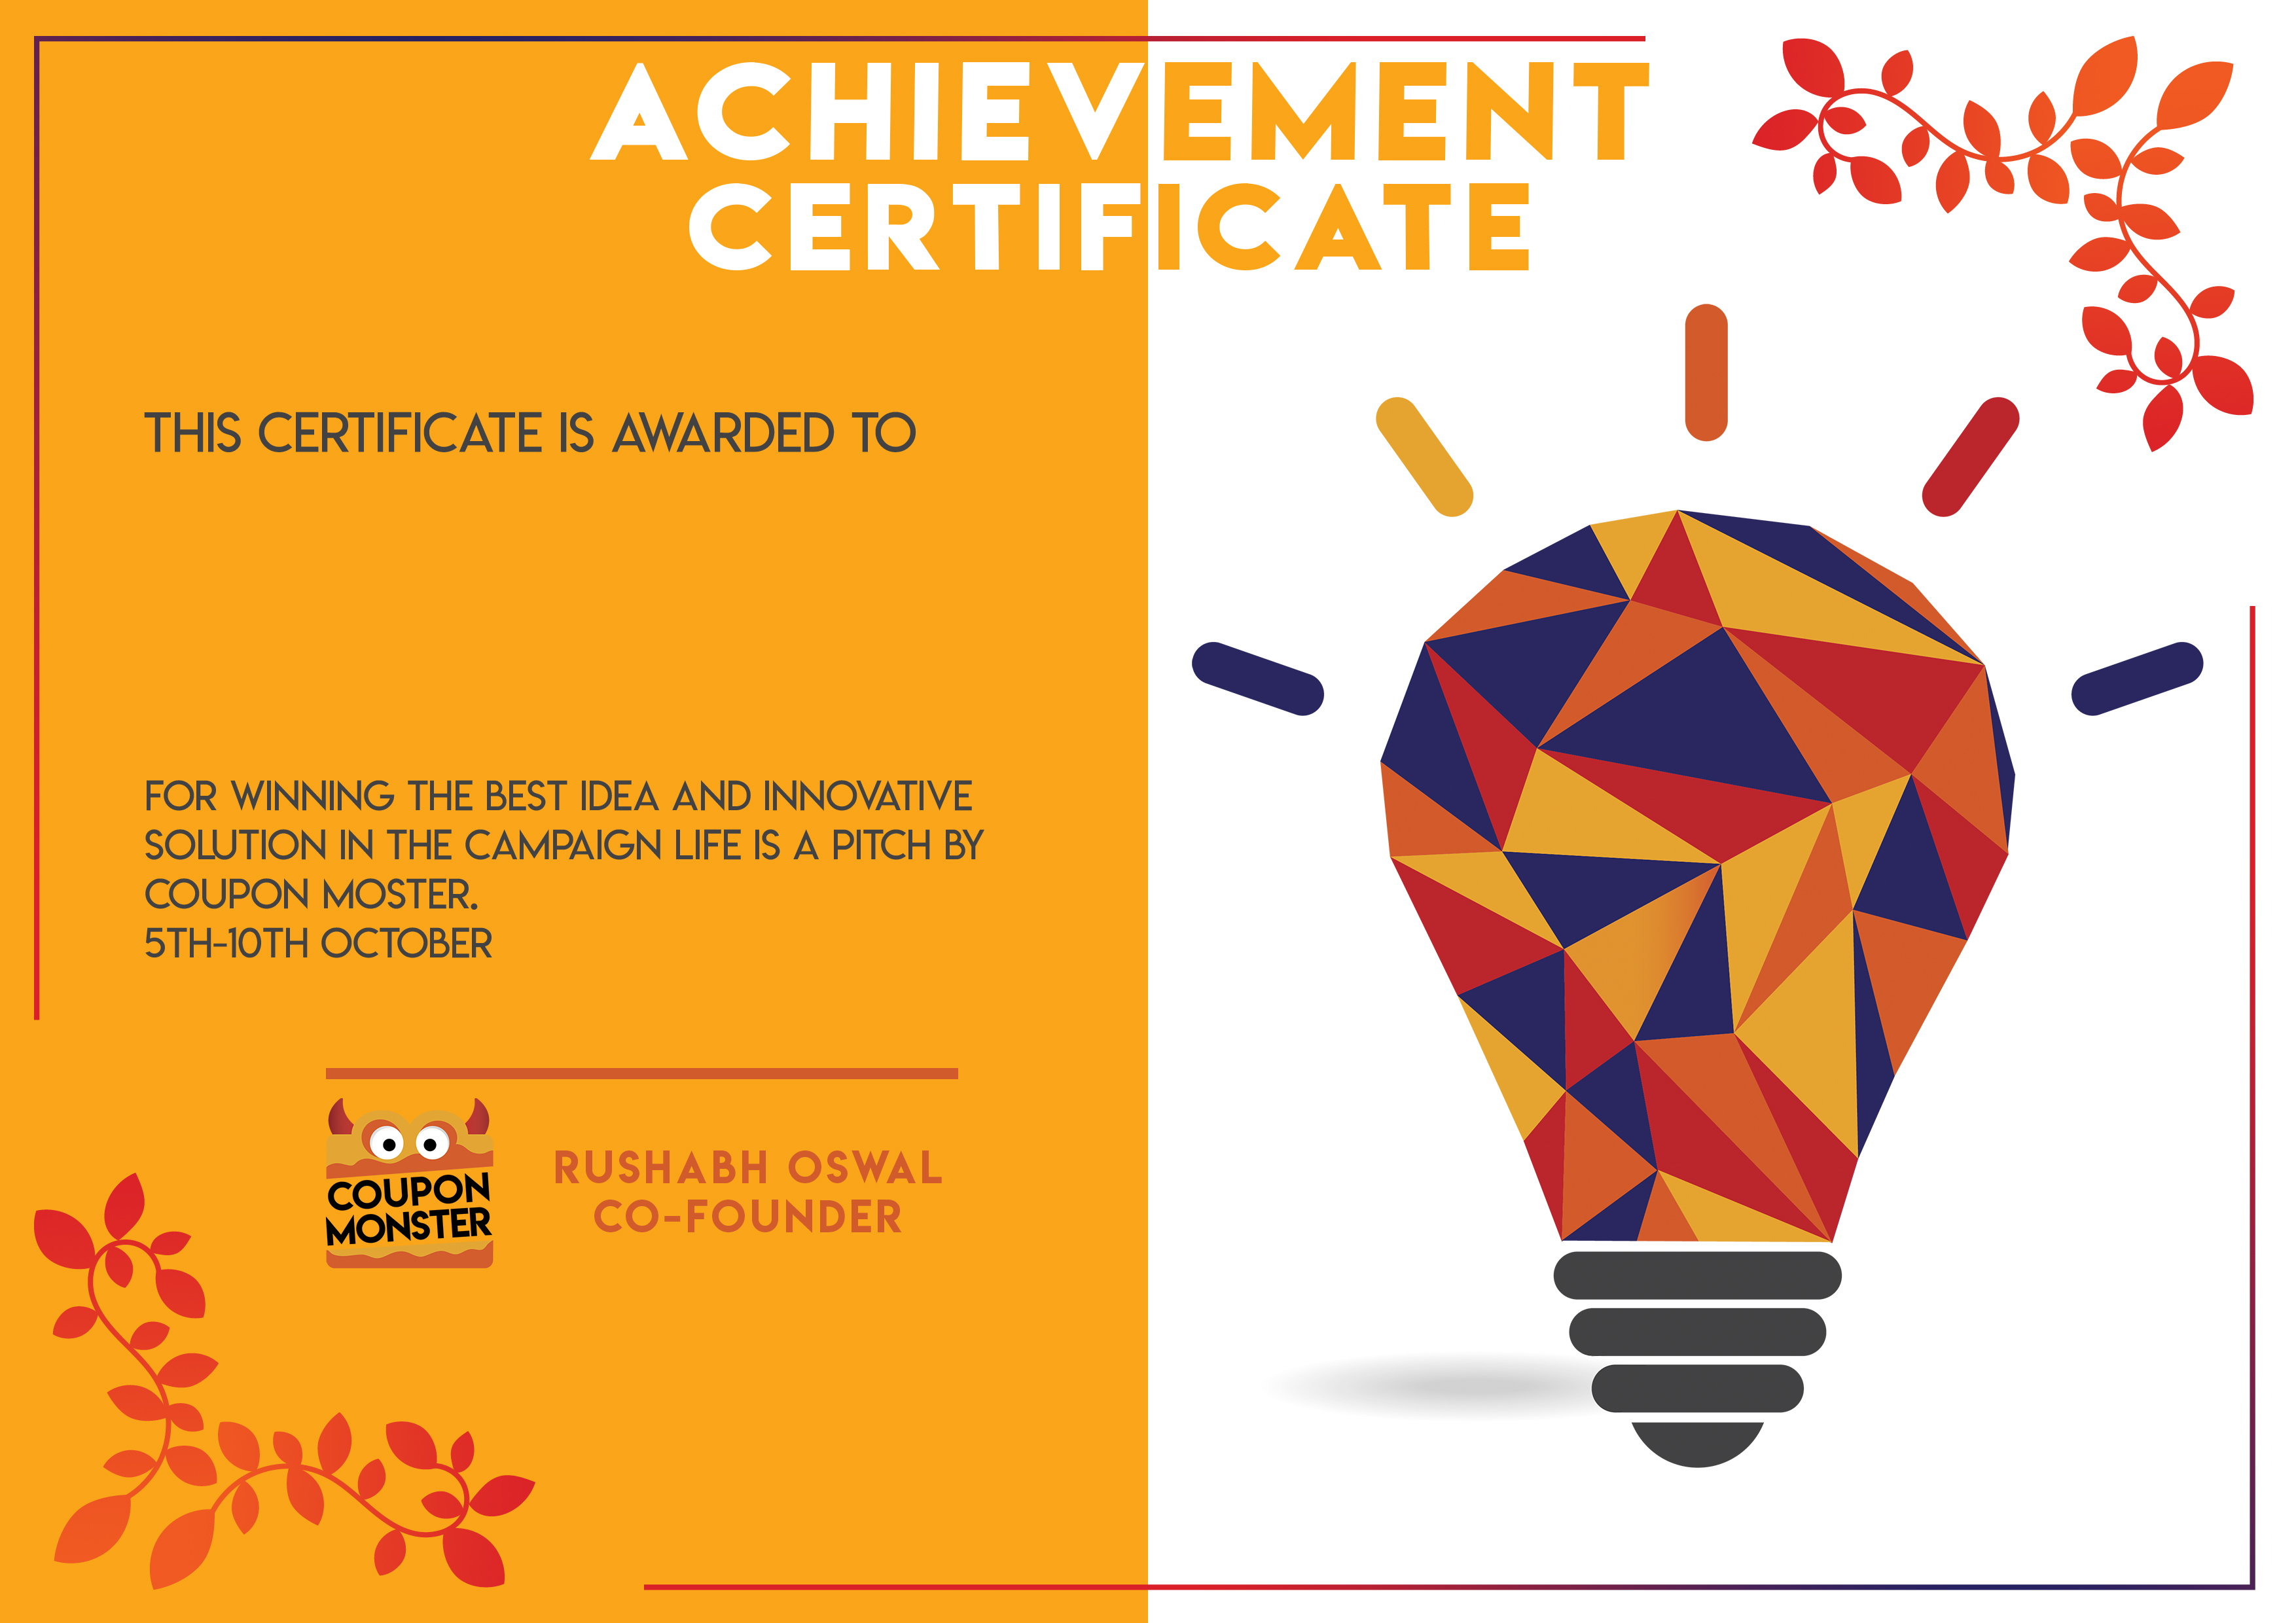 ACHIEVEMENT
CERTIFICATE
THIS CERTIFICATE IS AWARDED TO
FOR WINNING THE BEST IDEA AND INNOVATIVE
SOLUTION IN THE CAMPAIGN LIFE IS A PITCH BY
COUPON MOSTER.
5TH-10TH OCTOBER
COUPON
MONSTER
RUSHABH OSWAL
CO-FOUNDER